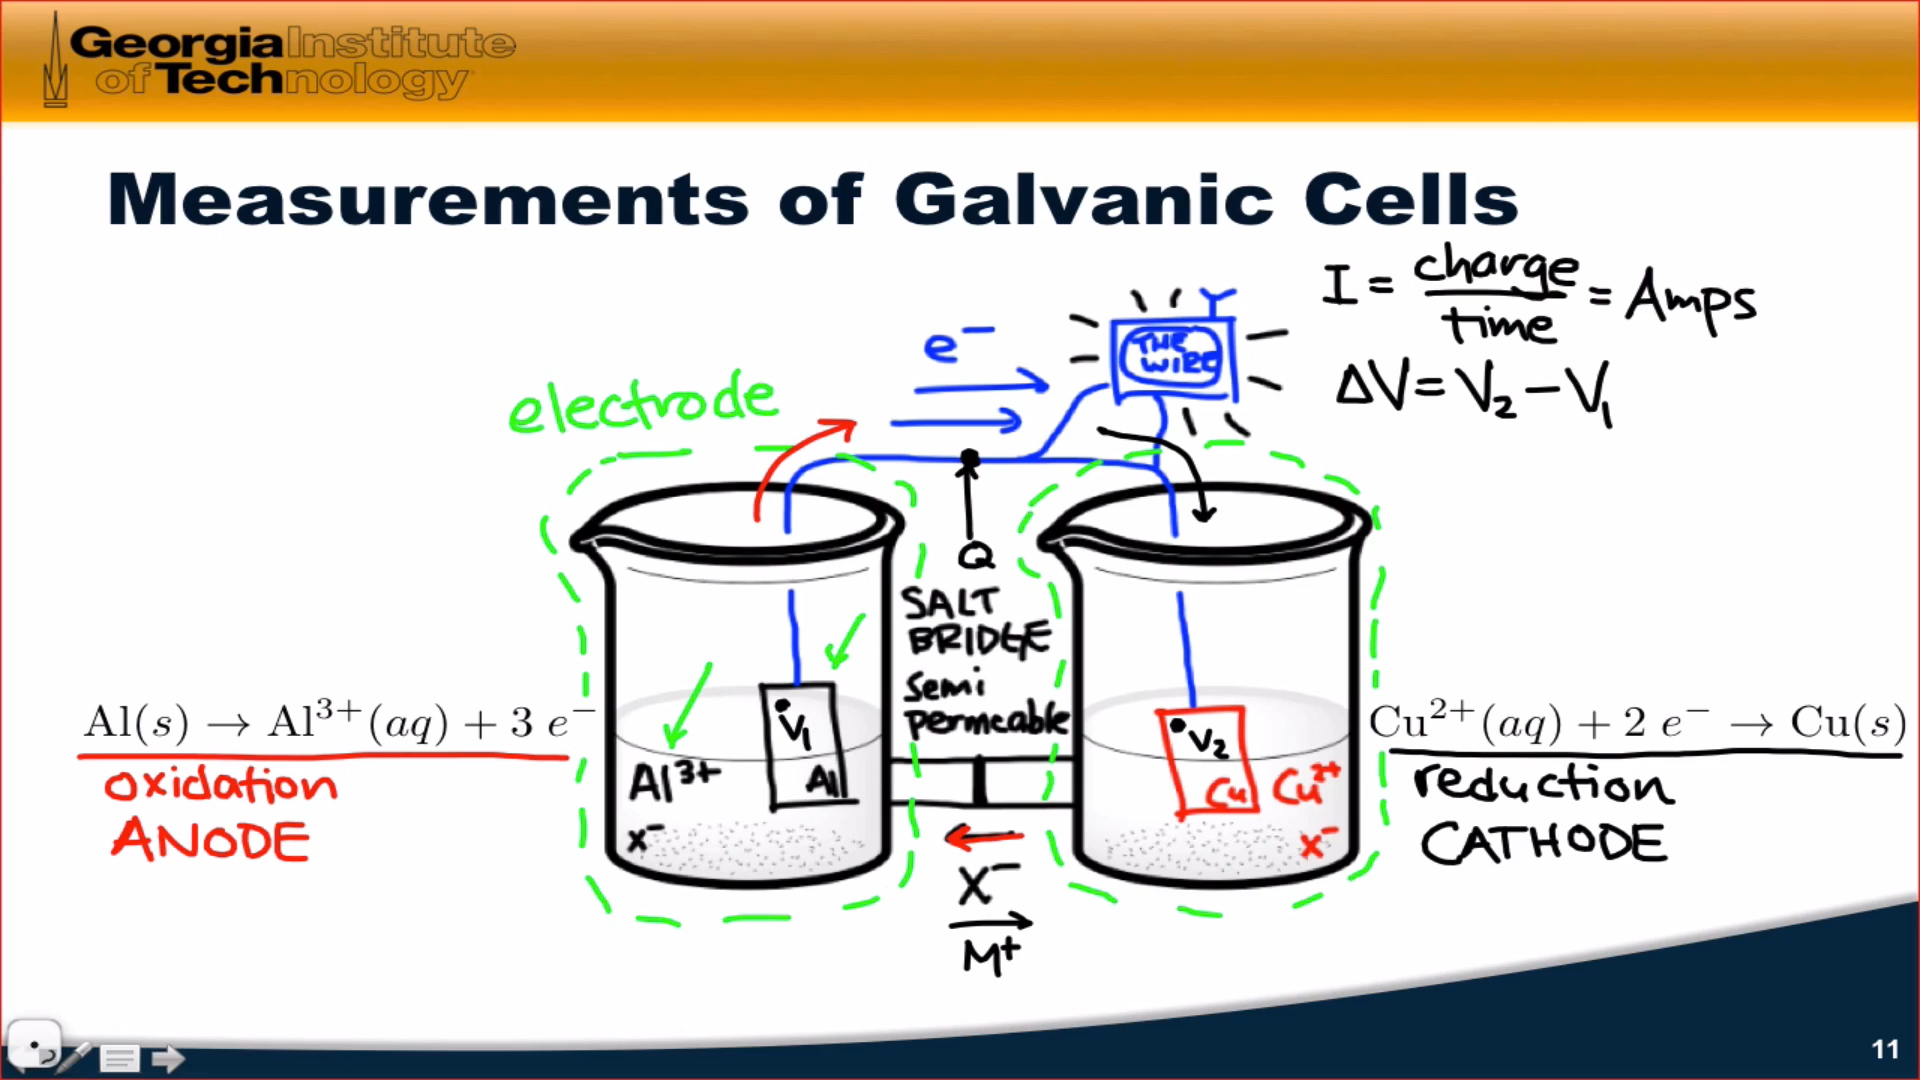 Georgia Institute
of Technology
Measurements of Galvanic Cells
I = charge/time = Amps
ΔV = V₂ − V₁
THE
WIRE
e⁻
electrode
Q
SALT
BRIDGE
semi
permeable
Al(s) → Al³⁺(aq) + 3 e⁻
oxidation
ANODE
V₁
Al
Al³⁺
x⁻
V₂
Cu
Cu²⁺
x⁻
Cu²⁺(aq) + 2 e⁻ → Cu(s)
reduction
CATHODE
X⁻
M⁺
11